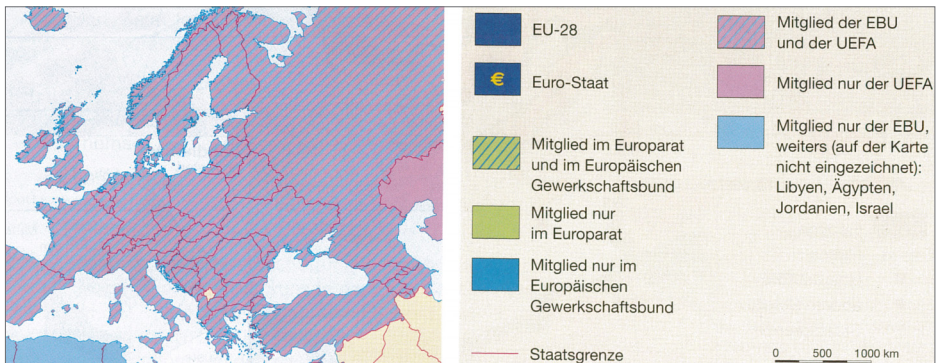 EU-28
€
Euro-Staat
Mitglied im Europarat
und im Europäischen
Gewerkschaftsbund
Mitglied nur
im Europarat
Mitglied nur im
Europäischen
Gewerkschaftsbund
Staatsgrenze
Mitglied der EBU
und der UEFA
Mitglied nur der UEFA
Mitglied nur der EBU,
weiters (auf der Karte
nicht eingezeichnet):
Libyen, Ägypten,
Jordanien, Israel
0 500 1000 km